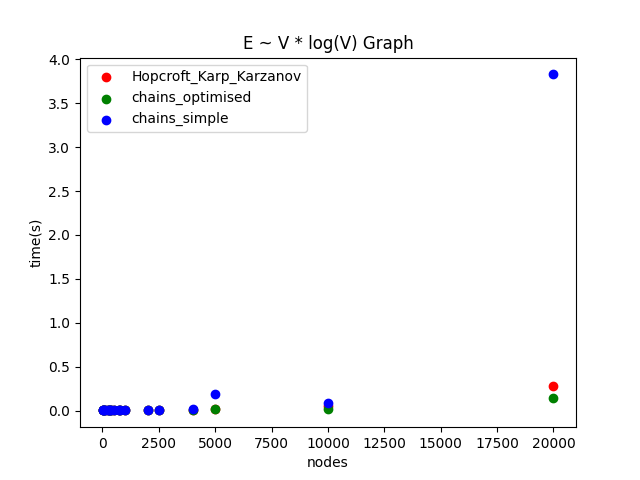 E ~ V * log(V) Graph
Hopcroft_Karp_Karzanov
chains_optimised
chains_simple
4.0
3.5
3.0
2.5
2.0
1.5
1.0
0.5
0.0
time(s)
0 2500 5000 7500 10000 12500 15000 17500 20000
nodes